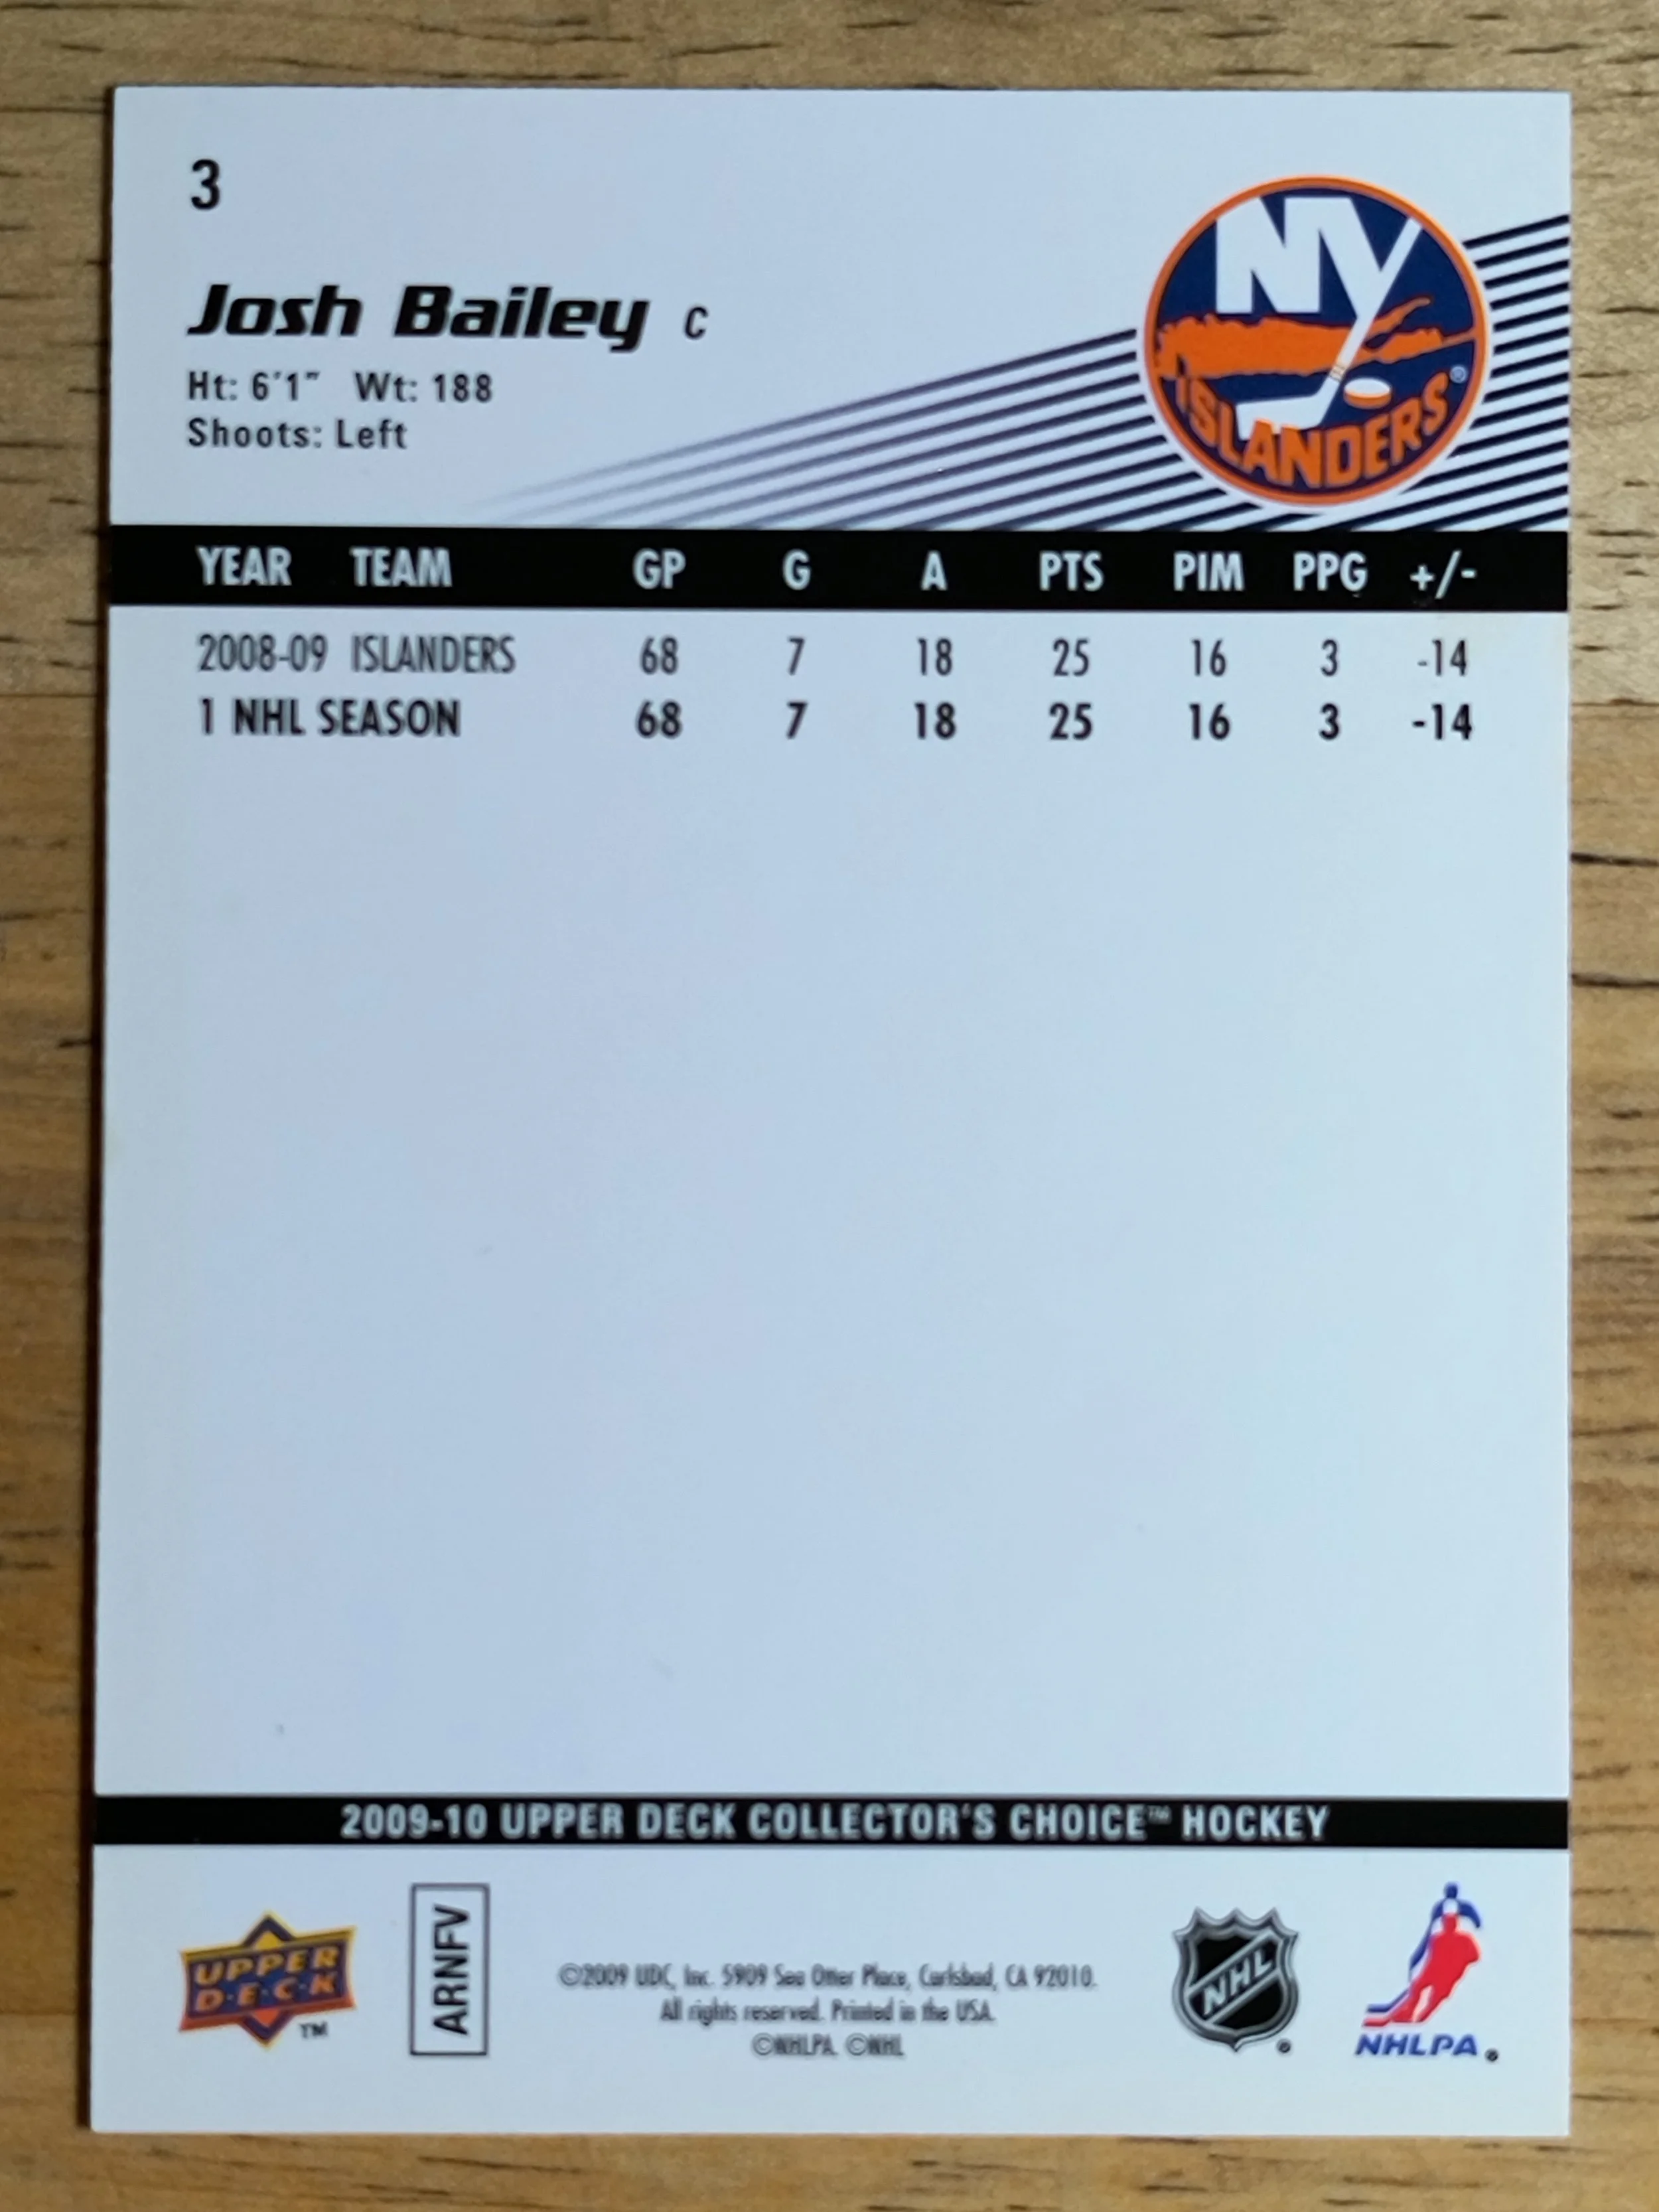 3
NY
ISLANDERS®
Josh Bailey C
Ht: 6'1" Wt: 188
Shoots: Left
YEAR TEAM GP G A PTS PIM PPG +/-
2008-09 ISLANDERS 68 7 18 25 16 3 -14
1 NHL SEASON 68 7 18 25 16 3 -14
2009-10 UPPER DECK COLLECTOR'S CHOICE™ HOCKEY
UPPER
D·E·C·K™
ARNFV
©2009 UDC, Inc. 5909 Sea Otter Place, Carlsbad, CA 92010.
All rights reserved. Printed in the USA.
©NHLPA. ©NHL
NHL®
NHLPA®